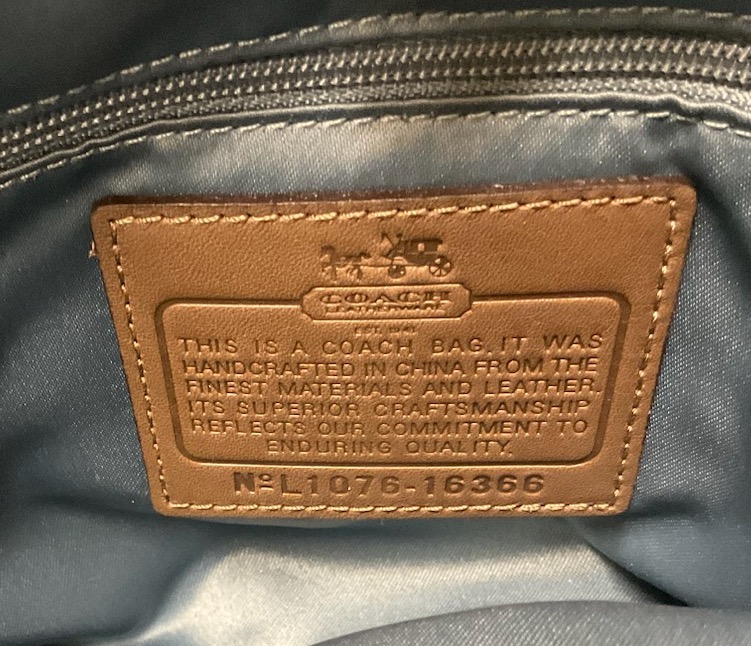 COACH
LEATHERWARE
EST. 1941
THIS IS A COACH BAG. IT WAS
HANDCRAFTED IN CHINA FROM THE
FINEST MATERIALS AND LEATHER.
ITS SUPERIOR CRAFTSMANSHIP
REFLECTS OUR COMMITMENT TO
ENDURING QUALITY.
Nº L1076-16366